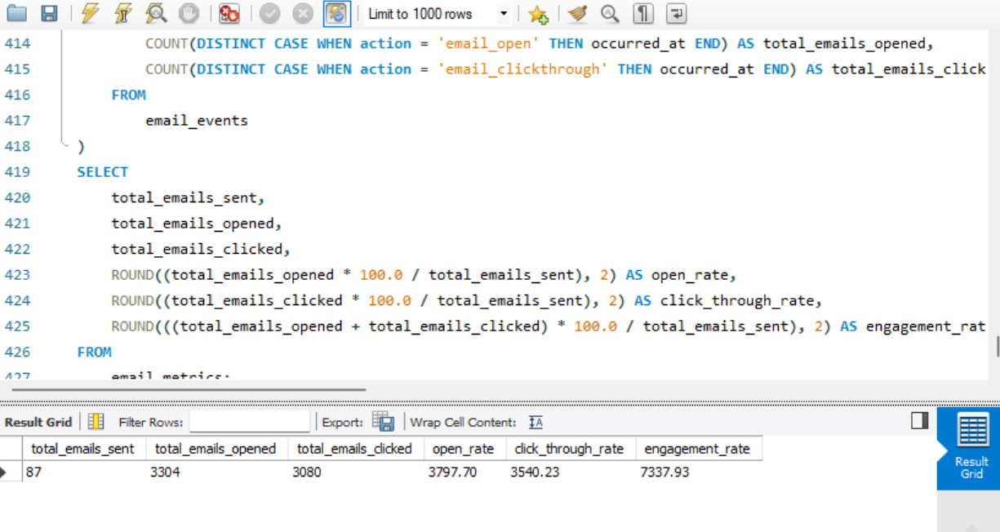 Limit to 1000 rows
414 COUNT(DISTINCT CASE WHEN action = 'email_open' THEN occurred_at END) AS total_emails_opened,
415 COUNT(DISTINCT CASE WHEN action = 'email_clickthrough' THEN occurred_at END) AS total_emails_click
416 FROM
417 email_events
418 )
419 SELECT
420 total_emails_sent,
421 total_emails_opened,
422 total_emails_clicked,
423 ROUND((total_emails_opened * 100.0 / total_emails_sent), 2) AS open_rate,
424 ROUND((total_emails_clicked * 100.0 / total_emails_sent), 2) AS click_through_rate,
425 ROUND(((total_emails_opened + total_emails_clicked) * 100.0 / total_emails_sent), 2) AS engagement_rat
426 FROM
427 email_metrics;
Result Grid Filter Rows: Export: Wrap Cell Content: IA
total_emails_sent total_emails_opened total_emails_clicked open_rate click_through_rate engagement_rate
87 3304 3080 3797.70 3540.23 7337.93
Result
Grid